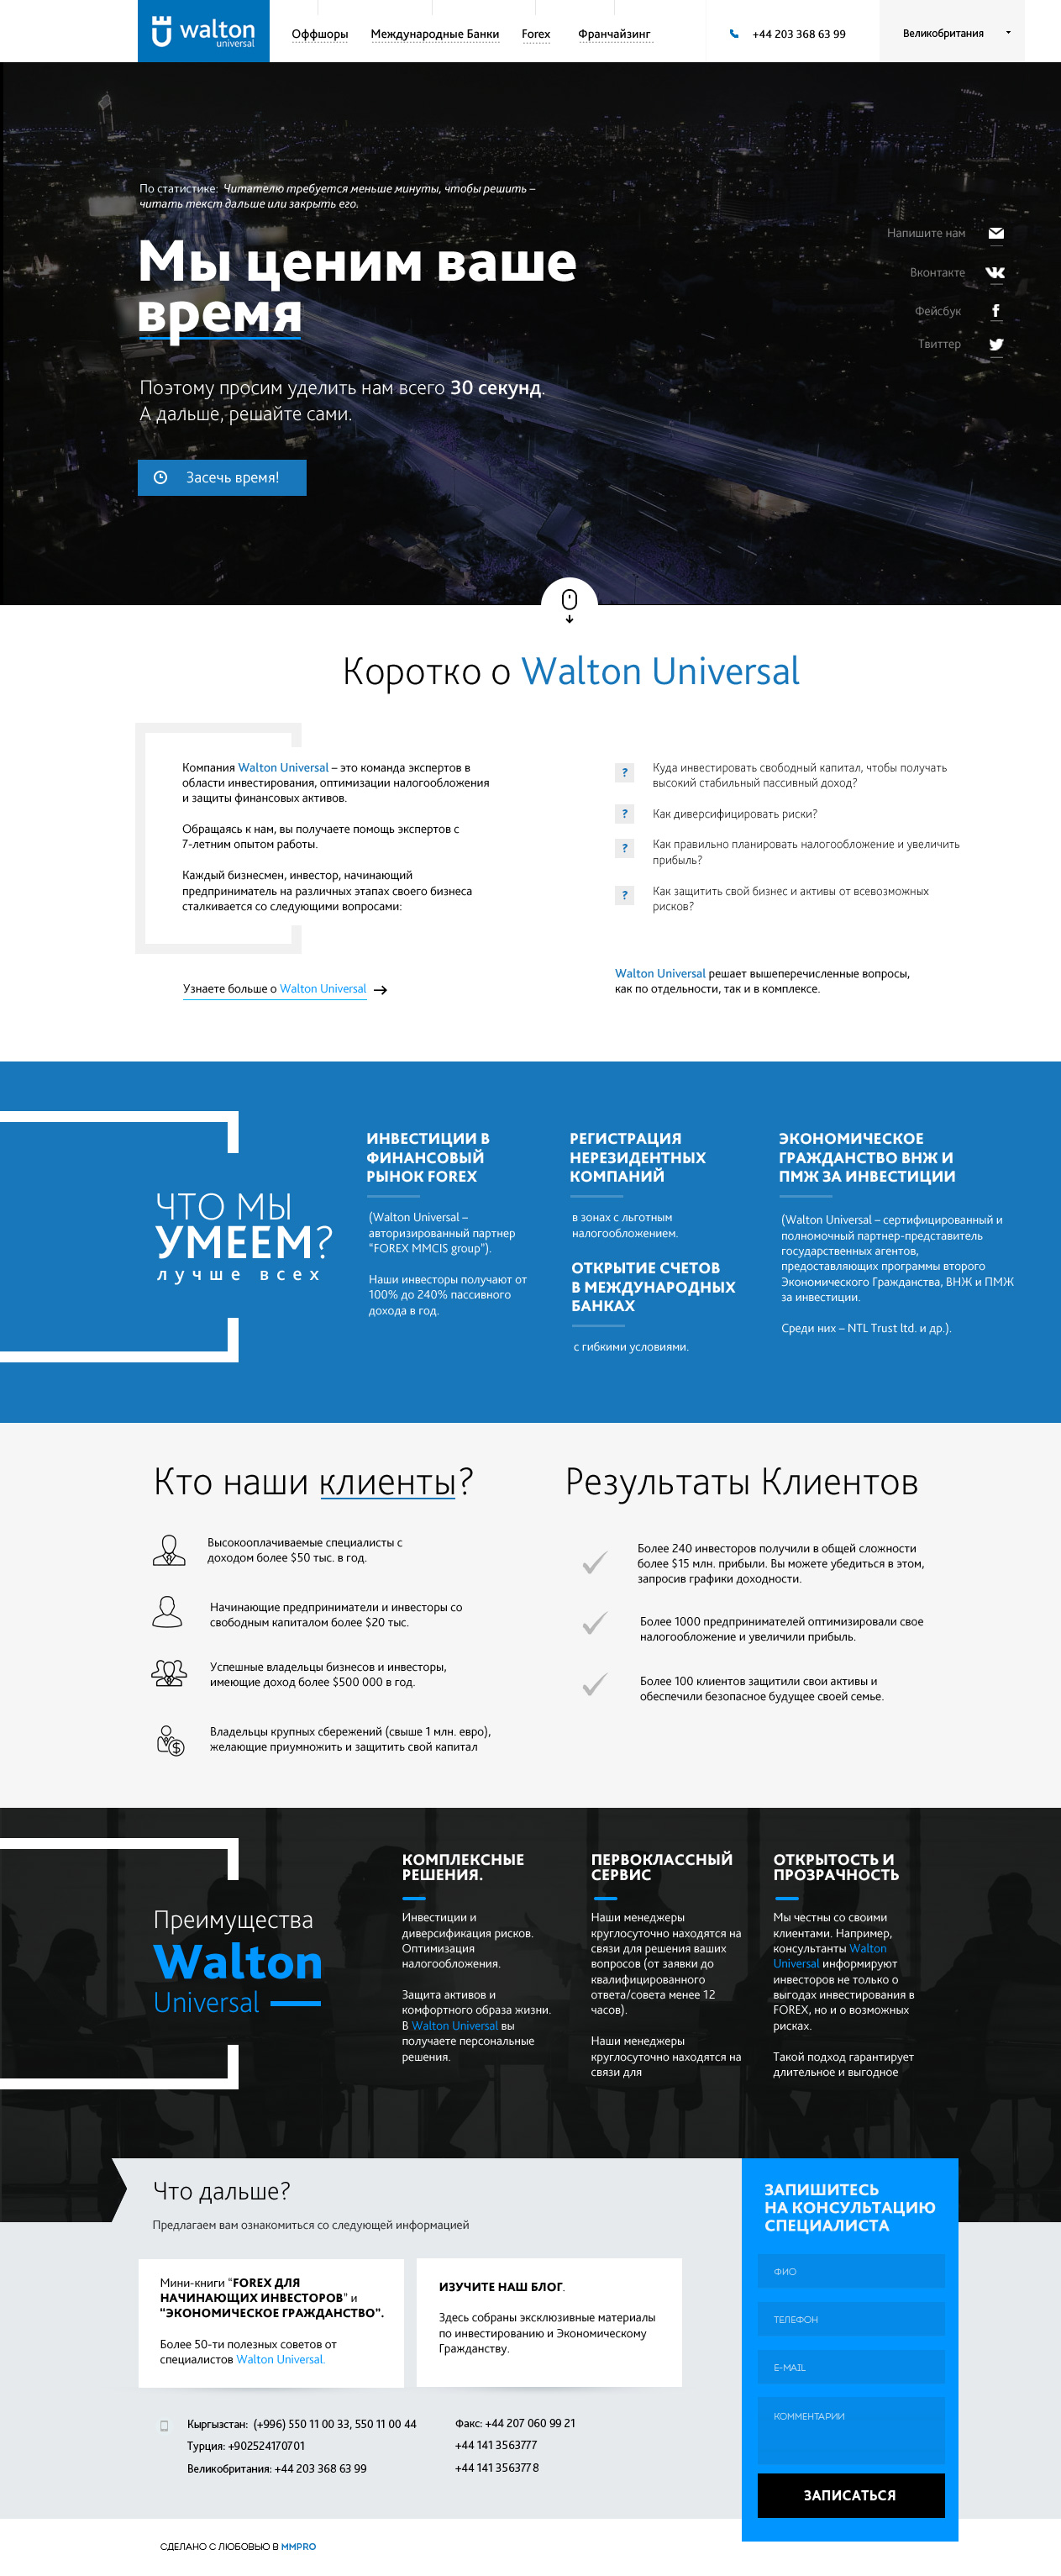 walton
universal
Оффшоры
Международные Банки
Forex
Франчайзинг
+44 203 368 63 99
Великобритания
По статистике: Читателю требуется меньше минуты, чтобы решить –
читать текст дальше или закрыть его.
Мы ценим ваше
время
Поэтому просим уделить нам всего 30 секунд.
А дальше, решайте сами.
Засечь время!
Напишите нам
Вконтакте
Фейсбук
Твиттер
Коротко о Walton Universal
Компания Walton Universal – это команда экспертов в
области инвестирования, оптимизации налогообложения
и защиты финансовых активов.
Обращаясь к нам, вы получаете помощь экспертов с
7-летним опытом работы.
Каждый бизнесмен, инвестор, начинающий
предприниматель на различных этапах своего бизнеса
сталкивается со следующими вопросами:
Узнаете больше о Walton Universal
? Куда инвестировать свободный капитал, чтобы получать
высокий стабильный пассивный доход?
? Как диверсифицировать риски?
? Как правильно планировать налогообложение и увеличить
прибыль?
? Как защитить свой бизнес и активы от всевозможных
рисков?
Walton Universal решает вышеперечисленные вопросы,
как по отдельности, так и в комплексе.
ЧТО МЫ
УМЕЕМ?
лучше всех
ИНВЕСТИЦИИ В
ФИНАНСОВЫЙ
РЫНОК FOREX
(Walton Universal –
авторизированный партнер
"FOREX MMCIS group").
Наши инвесторы получают от
100% до 240% пассивного
дохода в год.
РЕГИСТРАЦИЯ
НЕРЕЗИДЕНТНЫХ
КОМПАНИЙ
в зонах с льготным
налогообложением.
ОТКРЫТИЕ СЧЕТОВ
В МЕЖДУНАРОДНЫХ
БАНКАХ
с гибкими условиями.
ЭКОНОМИЧЕСКОЕ
ГРАЖДАНСТВО ВНЖ И
ПМЖ ЗА ИНВЕСТИЦИИ
(Walton Universal – сертифицированный и
полномочный партнер-представитель
государственных агентов,
предоставляющих программы второго
Экономического Гражданства, ВНЖ и ПМЖ
за инвестиции.
Среди них – NTL Trust ltd. и др.).
Кто наши клиенты?
Высокооплачиваемые специалисты с
доходом более $50 тыс. в год.
Начинающие предприниматели и инвесторы со
свободным капиталом более $20 тыс.
Успешные владельцы бизнесов и инвесторы,
имеющие доход более $500 000 в год.
Владельцы крупных сбережений (свыше 1 млн. евро),
желающие приумножить и защитить свой капитал
Результаты Клиентов
Более 240 инвесторов получили в общей сложности
более $15 млн. прибыли. Вы можете убедиться в этом,
запросив графики доходности.
Более 1000 предпринимателей оптимизировали свое
налогообложение и увеличили прибыль.
Более 100 клиентов защитили свои активы и
обеспечили безопасное будущее своей семье.
Преимущества
Walton
Universal
КОМПЛЕКСНЫЕ
РЕШЕНИЯ.
Инвестиции и
диверсификация рисков.
Оптимизация
налогообложения.
Защита активов и
комфортного образа жизни.
В Walton Universal вы
получаете персональные
решения.
ПЕРВОКЛАССНЫЙ
СЕРВИС
Наши менеджеры
круглосуточно находятся на
связи для решения ваших
вопросов (от заявки до
квалифицированного
ответа/совета менее 12
часов).
Наши менеджеры
круглосуточно находятся на
связи для
ОТКРЫТОСТЬ И
ПРОЗРАЧНОСТЬ
Мы честны со своими
клиентами. Например,
консультанты Walton
Universal информируют
инвесторов не только о
выгодах инвестирования в
FOREX, но и о возможных
рисках.
Такой подход гарантирует
длительное и выгодное
Что дальше?
Предлагаем вам ознакомиться со следующей информацией
Мини-книги "FOREX ДЛЯ
НАЧИНАЮЩИХ ИНВЕСТОРОВ" и
"ЭКОНОМИЧЕСКОЕ ГРАЖДАНСТВО".
Более 50-ти полезных советов от
специалистов Walton Universal.
ИЗУЧИТЕ НАШ БЛОГ.
Здесь собраны эксклюзивные материалы
по инвестированию и Экономическому
Гражданству.
Кыргызстан: (+996) 550 11 00 33, 550 11 00 44
Турция: +902524170701
Великобритания: +44 203 368 63 99
Факс: +44 207 060 99 21
+44 141 3563777
+44 141 3563778
ЗАПИШИТЕСЬ
НА КОНСУЛЬТАЦИЮ
СПЕЦИАЛИСТА
ФИО
ТЕЛЕФОН
E-MAIL
КОММЕНТАРИИ
ЗАПИСАТЬСЯ
СДЕЛАНО С ЛЮБОВЬЮ В MMPRO